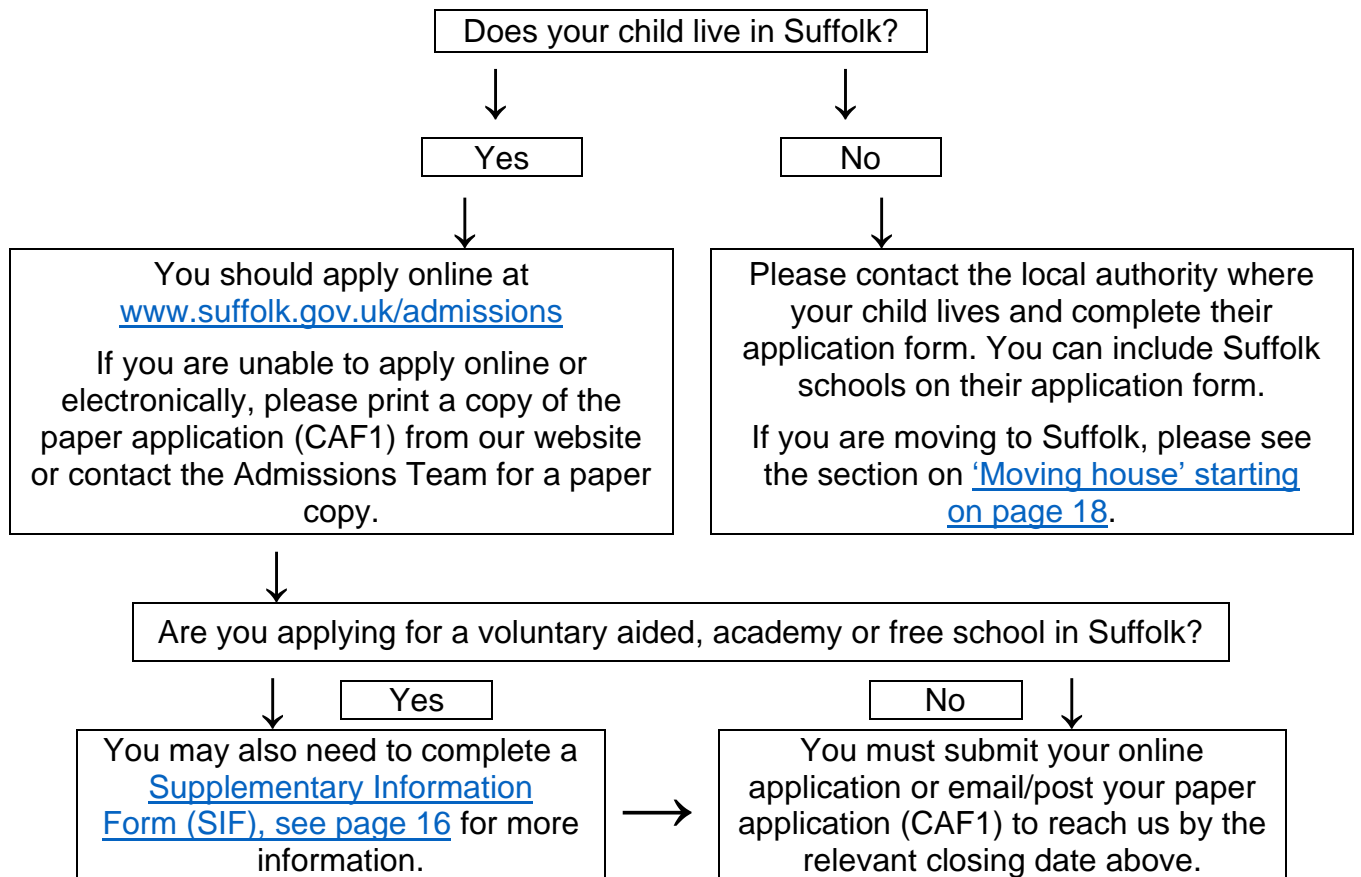 Does your child live in Suffolk?
Yes
No
You should apply online at
www.suffolk.gov.uk/admissions
If you are unable to apply online or
electronically, please print a copy of the
paper application (CAF1) from our website
or contact the Admissions Team for a paper
copy.
Please contact the local authority where
your child lives and complete their
application form. You can include Suffolk
schools on their application form.
If you are moving to Suffolk, please see
the section on ‘Moving house’ starting
on page 18.
Are you applying for a voluntary aided, academy or free school in Suffolk?
Yes
No
You may also need to complete a
Supplementary Information
Form (SIF), see page 16 for more
information.
You must submit your online
application or email/post your paper
application (CAF1) to reach us by the
relevant closing date above.